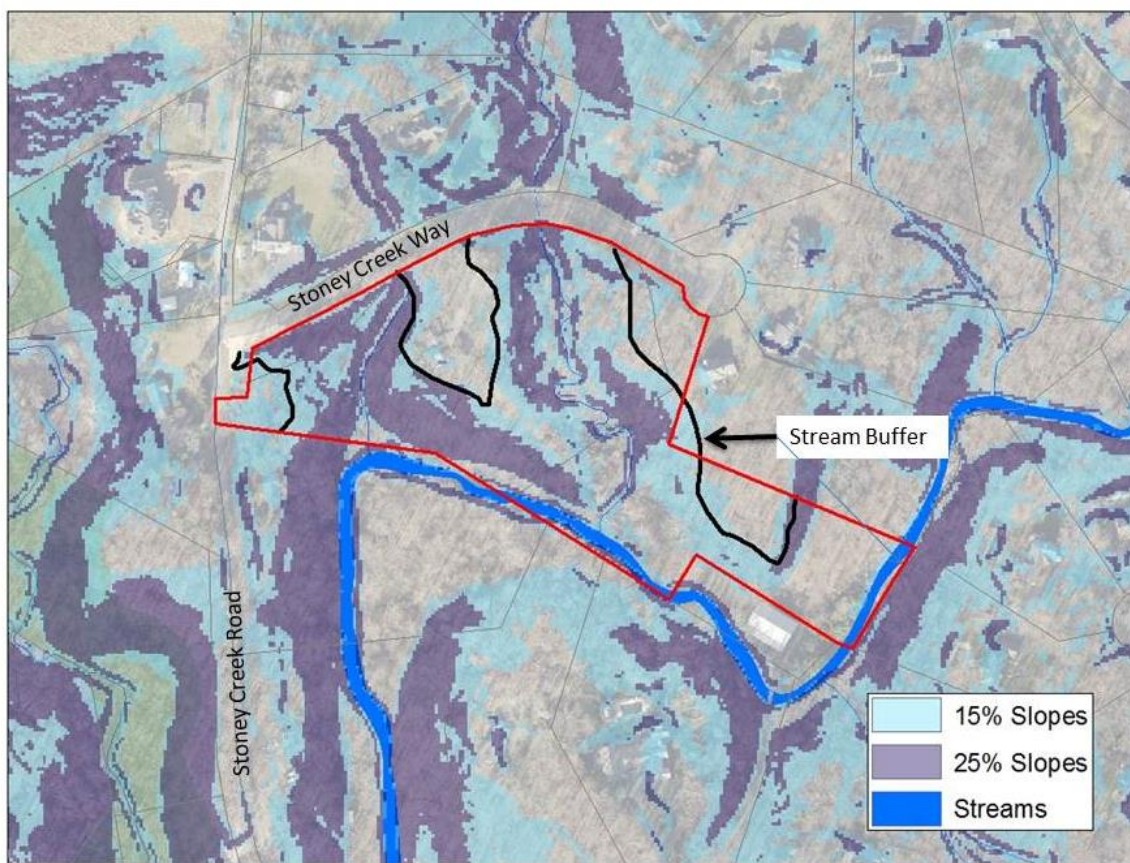 Stoney Creek Way
Stream Buffer
Stoney Creek Road
15% Slopes
25% Slopes
Streams